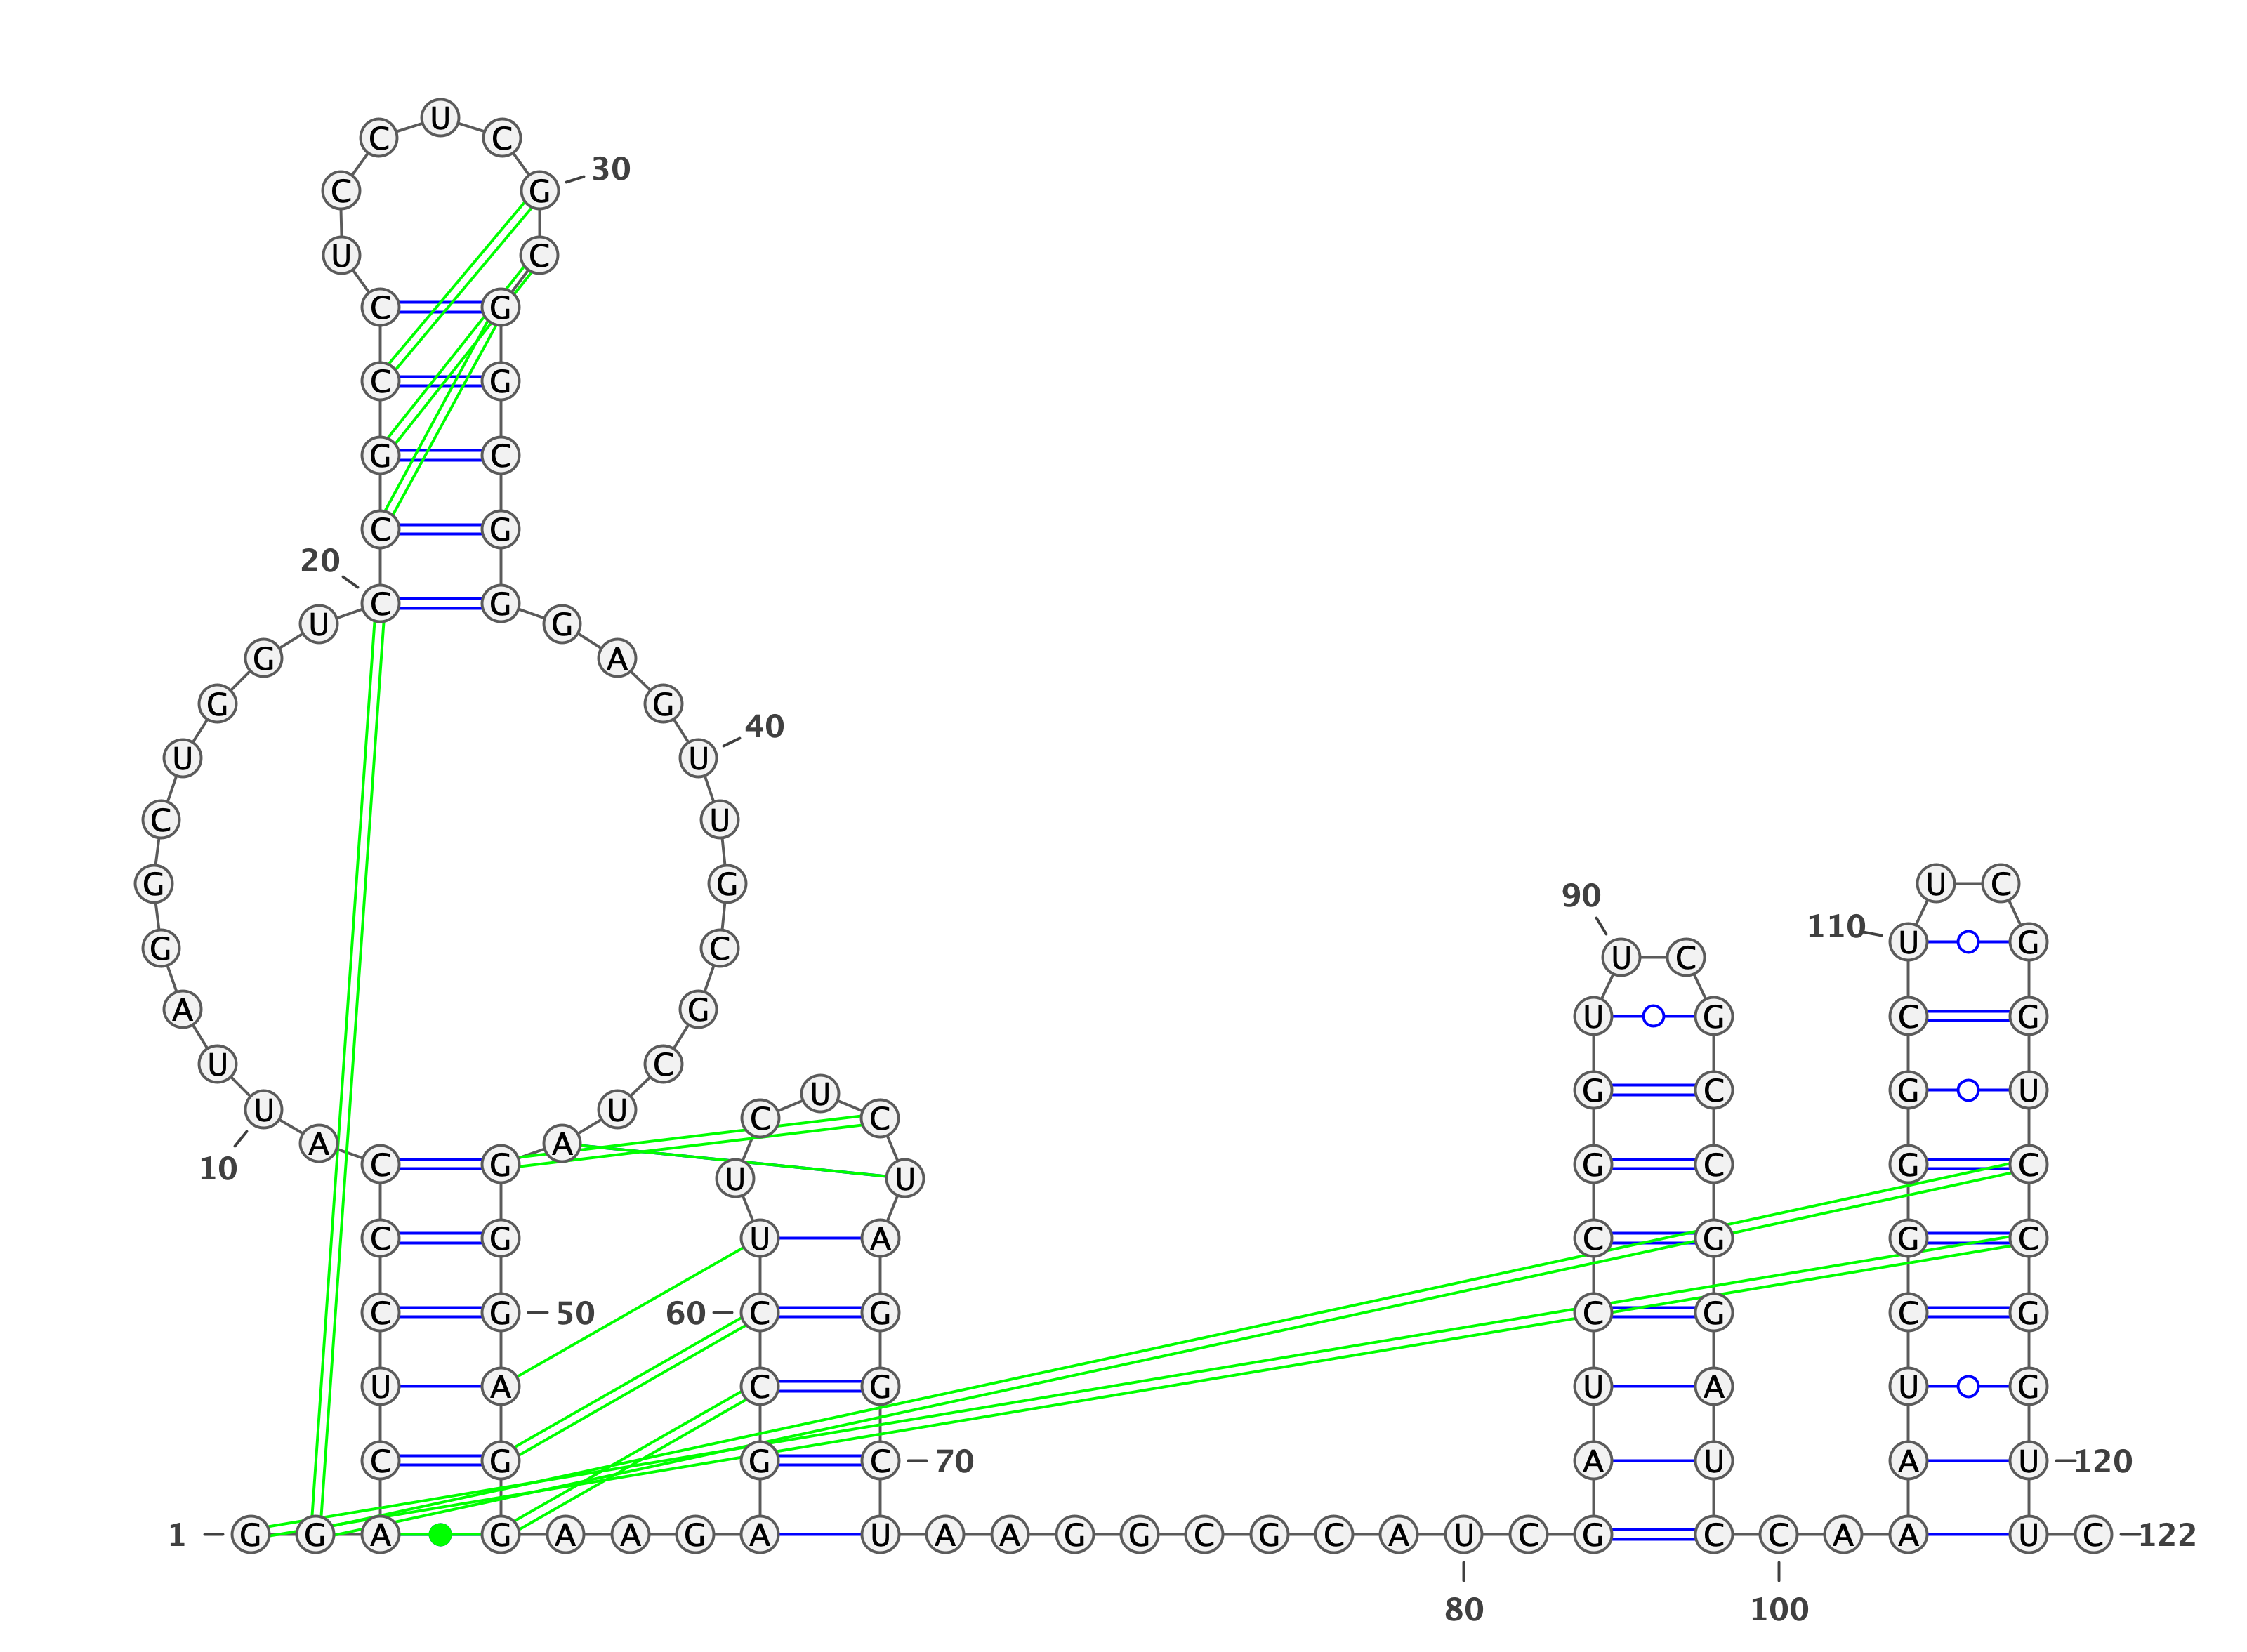 U
C C
C G 30
U C
C G
C G
G C
C G
20
C G
U G
G A
G G
40
U U
C U
G G U C
90
110 U G
G C U C
A G U G C G
U C
U G C G U
U U
C C
A A
C G G C G C
10 U U
C G U A C G G C
C G 50 60 C G C G C G
U A C G U A U G
C G G C 70 A U A U 120
1 G G A G A A G A U A A G G C G C A U C G C C A A U C 122
80 100